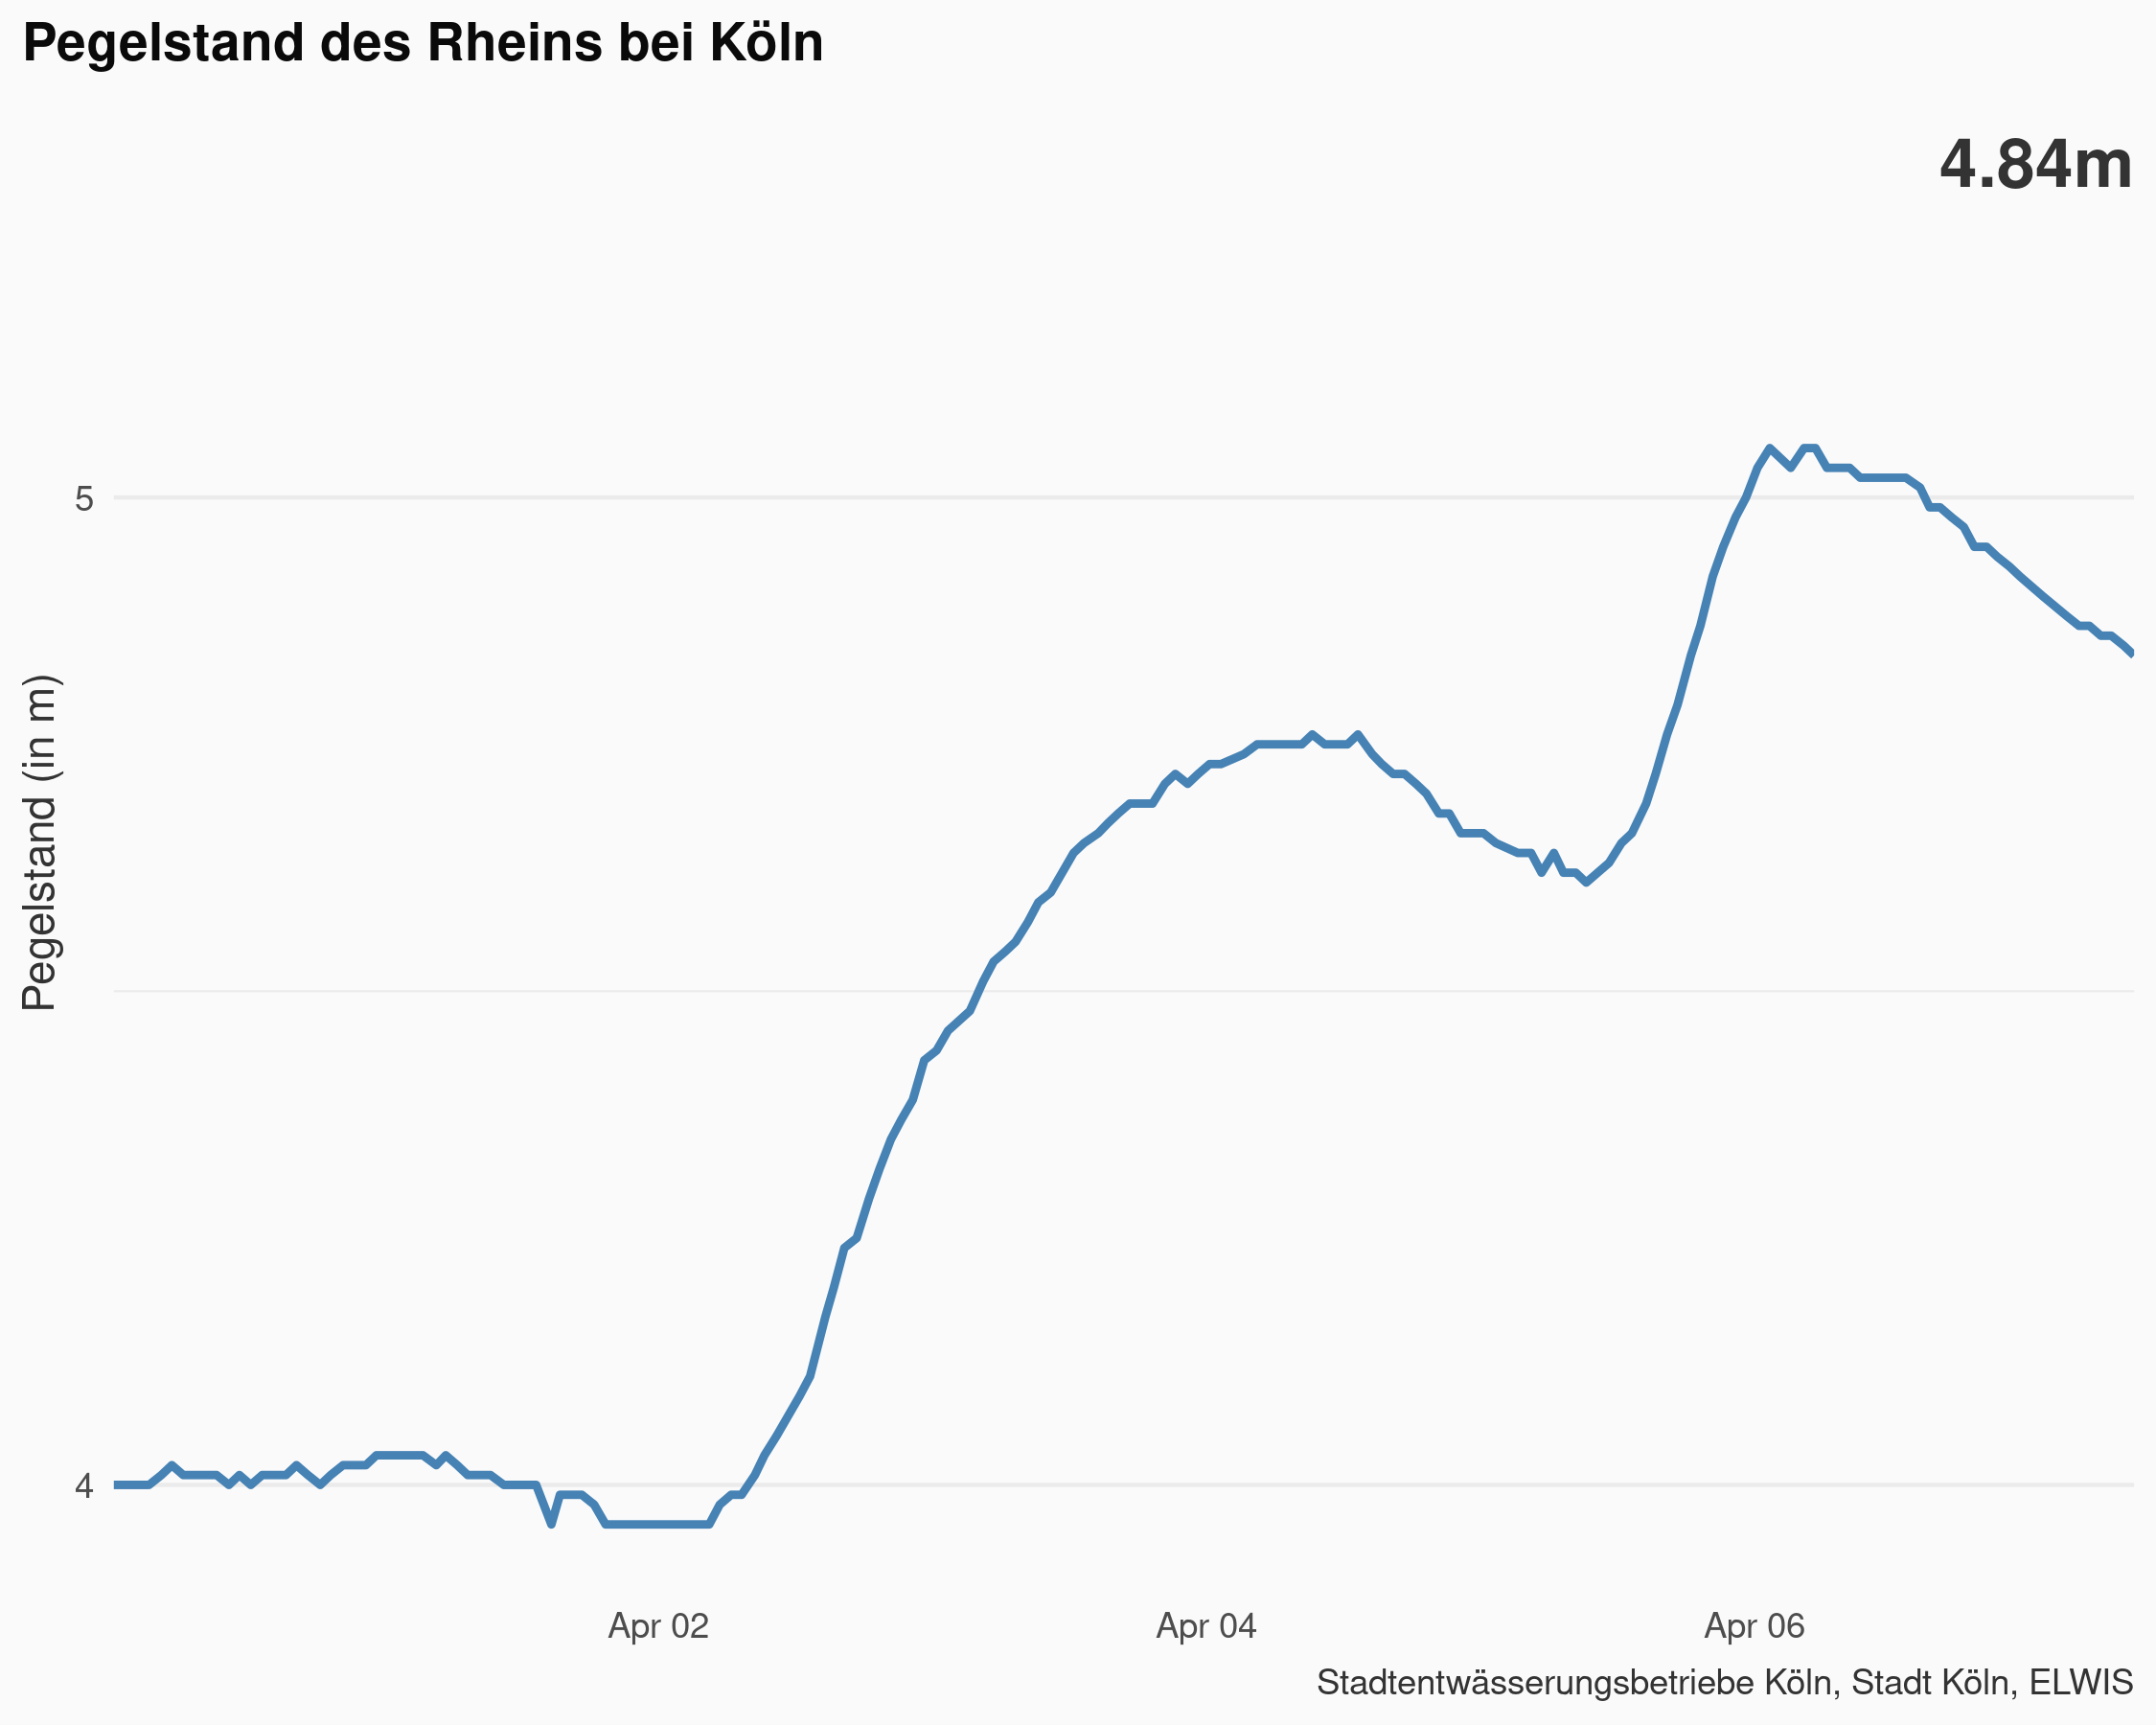 Pegelstand des Rheins bei Köln
4.84m
Pegelstand (in m)
5
4
Apr 02
Apr 04
Apr 06
Stadtentwässerungsbetriebe Köln, Stadt Köln, ELWIS